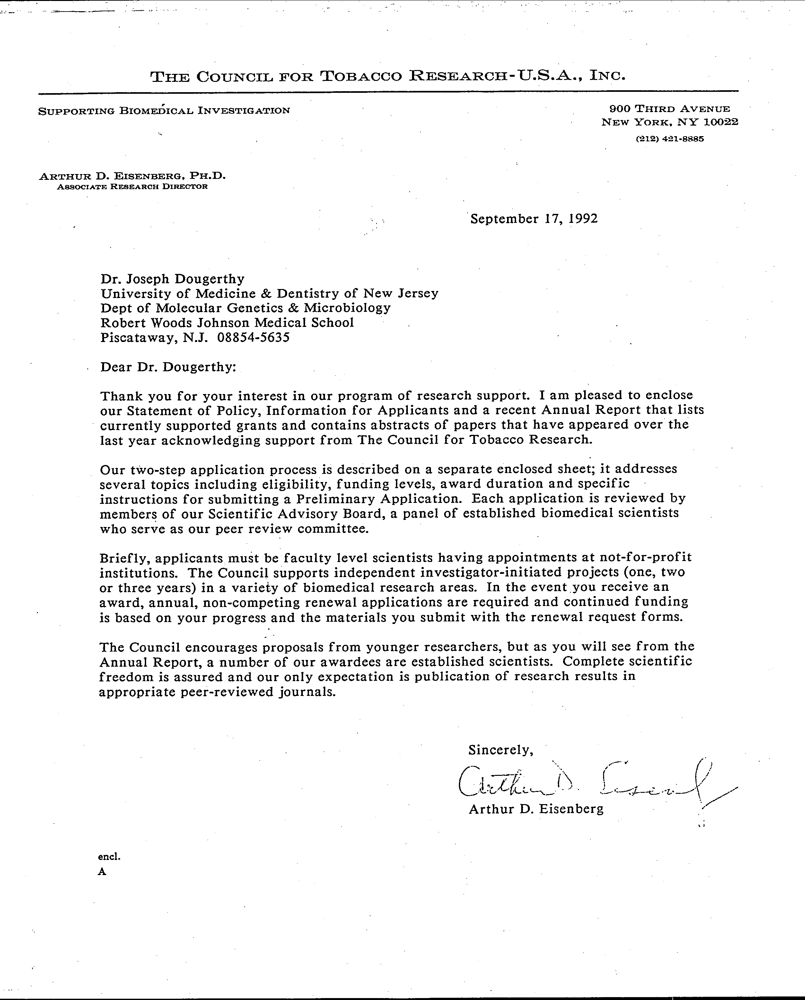 THE COUNCIL FOR TOBACCO RESEARCH-U.S.A., INC.
SUPPORTING BIOMEDICAL INVESTIGATION
900 THIRD AVENUE
NEW YORK, NY 10022
(212) 421-8885
ARTHUR D. EISENBERG, PH.D.
ASSOCIATE RESEARCH DIRECTOR
September 17, 1992
Dr. Joseph Dougerthy
University of Medicine & Dentistry of New Jersey
Dept of Molecular Genetics & Microbiology
Robert Woods Johnson Medical School
Piscataway, N.J. 08854-5635
Dear Dr. Dougerthy:
Thank you for your interest in our program of research support. I am pleased to enclose
our Statement of Policy, Information for Applicants and a recent Annual Report that lists
currently supported grants and contains abstracts of papers that have appeared over the
last year acknowledging support from The Council for Tobacco Research.
Our two-step application process is described on a separate enclosed sheet; it addresses
several topics including eligibility, funding levels, award duration and specific
instructions for submitting a Preliminary Application. Each application is reviewed by
members of our Scientific Advisory Board, a panel of established biomedical scientists
who serve as our peer review committee.
Briefly, applicants must be faculty level scientists having appointments at not-for-profit
institutions. The Council supports independent investigator-initiated projects (one, two
or three years) in a variety of biomedical research areas. In the event you receive an
award, annual, non-competing renewal applications are required and continued funding
is based on your progress and the materials you submit with the renewal request forms.
The Council encourages proposals from younger researchers, but as you will see from the
Annual Report, a number of our awardees are established scientists. Complete scientific
freedom is assured and our only expectation is publication of research results in
appropriate peer-reviewed journals.
Sincerely,
Arthur D. Eisenberg
Arthur D. Eisenberg
encl.
A